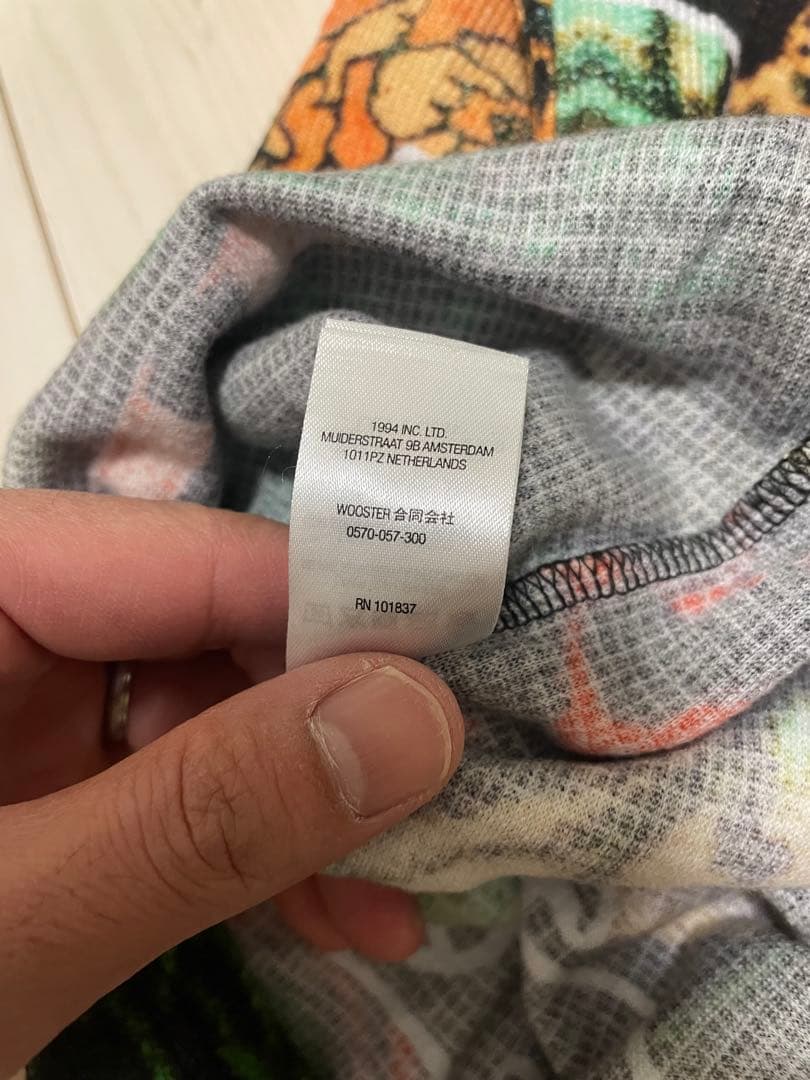 1994 INC. LTD.
MUIDERSTRAAT 9B AMSTERDAM
1011PZ NETHERLANDS
WOOSTER 合同会社
0570-057-300
RN 101837